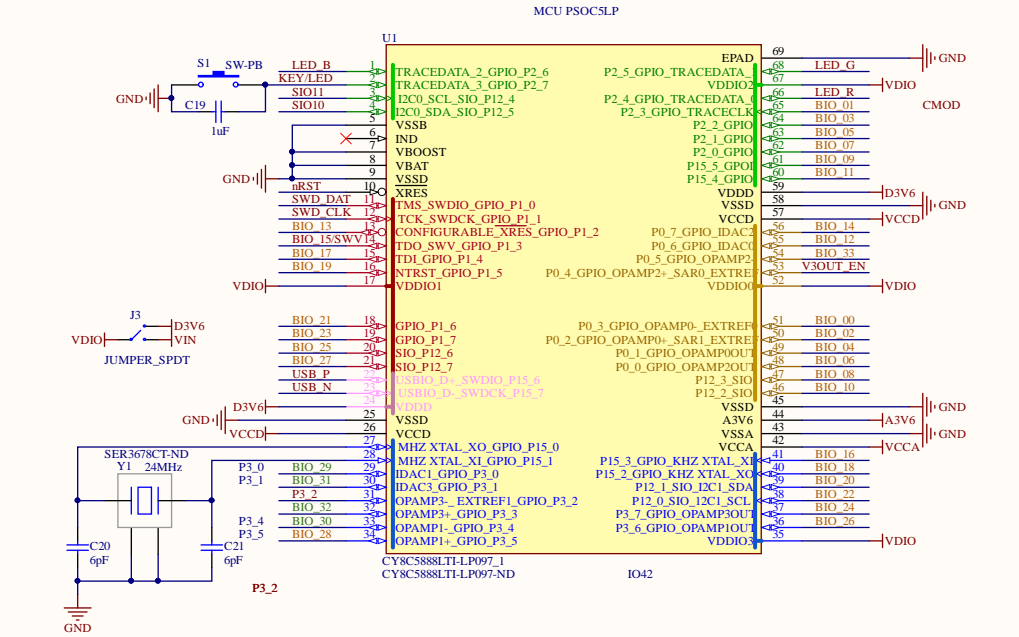 MCU PSOC5LP
U1
S1 SW-PB
GND
C19
1uF
LED_B 1 TRACEDATA_2_GPIO_P2_6
KEY/LED 2 TRACEDATA_3_GPIO_P2_7
SIO11 3 I2C0_SCL_SIO_P12_4
SIO10 4 I2C0_SDA_SIO_P12_5
5 VSSB
6 IND
7 VBOOST
8 VBAT
GND 9 VSSD
nRST 10 XRES
SWD_DAT 11 TMS_SWDIO_GPIO_P1_0
SWD_CLK 12 TCK_SWDCK_GPIO_P1_1
BIO_13 13 CONFIGURABLE_XRES_GPIO_P1_2
BIO_15/SWV 14 TDO_SWV_GPIO_P1_3
BIO_17 15 TDI_GPIO_P1_4
BIO_19 16 NTRST_GPIO_P1_5
VDIO 17 VDDIO1
BIO_21 18 GPIO_P1_6
BIO_23 19 GPIO_P1_7
BIO_25 20 SIO_P12_6
BIO_27 21 SIO_P12_7
USB_P 22 USBIO_D+_SWDIO_P15_6
USB_N 23 USBIO_D-_SWDCK_P15_7
D3V6 24 VDDD
GND 25 VSSD
VCCD 26 VCCD
27 MHZ XTAL_XO_GPIO_P15_0
28 MHZ XTAL_XI_GPIO_P15_1
P3_0 BIO_29 29 IDAC1_GPIO_P3_0
P3_1 BIO_31 30 IDAC3_GPIO_P3_1
P3_2 31 OPAMP3-_EXTREF1_GPIO_P3_2
BIO_32 32 OPAMP3+_GPIO_P3_3
P3_4 BIO_30 33 OPAMP1-_GPIO_P3_4
P3_5 BIO_28 34 OPAMP1+_GPIO_P3_5
EPAD 69 GND
P2_5_GPIO_TRACEDATA_ 68 LED_G
VDDIO2 67 VDIO
P2_4_GPIO_TRACEDATA_0 66 LED_R
P2_3_GPIO_TRACECLK 65 BIO_01
CMOD
P2_2_GPIO 64 BIO_03
P2_1_GPIO 63 BIO_05
P2_0_GPIO 62 BIO_07
P15_5_GPOI 61 BIO_09
P15_4_GPIO 60 BIO_11
VDDD 59 D3V6
VSSD 58 GND
VCCD 57 VCCD
P0_7_GPIO_IDAC2 56 BIO_14
P0_6_GPIO_IDAC0 55 BIO_12
P0_5_GPIO_OPAMP2- 54 BIO_33
P0_4_GPIO_OPAMP2+_SAR0_EXTREF 53 V3OUT_EN
VDDIO0 52 VDIO
P0_3_GPIO_OPAMP0-_EXTREF0 51 BIO_00
P0_2_GPIO_OPAMP0+_SAR1_EXTREF 50 BIO_02
P0_1_GPIO_OPAMP0OUT 49 BIO_04
P0_0_GPIO_OPAMP2OUT 48 BIO_06
P12_3_SIO 47 BIO_08
P12_2_SIO 46 BIO_10
VSSD 45 GND
A3V6 44 A3V6
VSSA 43 GND
VCCA 42 VCCA
P15_3_GPIO_KHZ XTAL_XI 41 BIO_16
P15_2_GPIO_KHZ XTAL_XO 40 BIO_18
P12_1_SIO_I2C1_SDA 39 BIO_20
P12_0_SIO_I2C1_SCL 38 BIO_22
P3_7_GPIO_OPAMP3OUT 37 BIO_24
P3_6_GPIO_OPAMP1OUT 36 BIO_26
VDDIO3 35 VDIO
J3
D3V6
VDIO VIN
JUMPER_SPDT
SER3678CT-ND
Y1 24MHz
C20
6pF
C21
6pF
GND
P3_2
CY8C5888LTI-LP097_1
CY8C5888LTI-LP097-ND
IO42